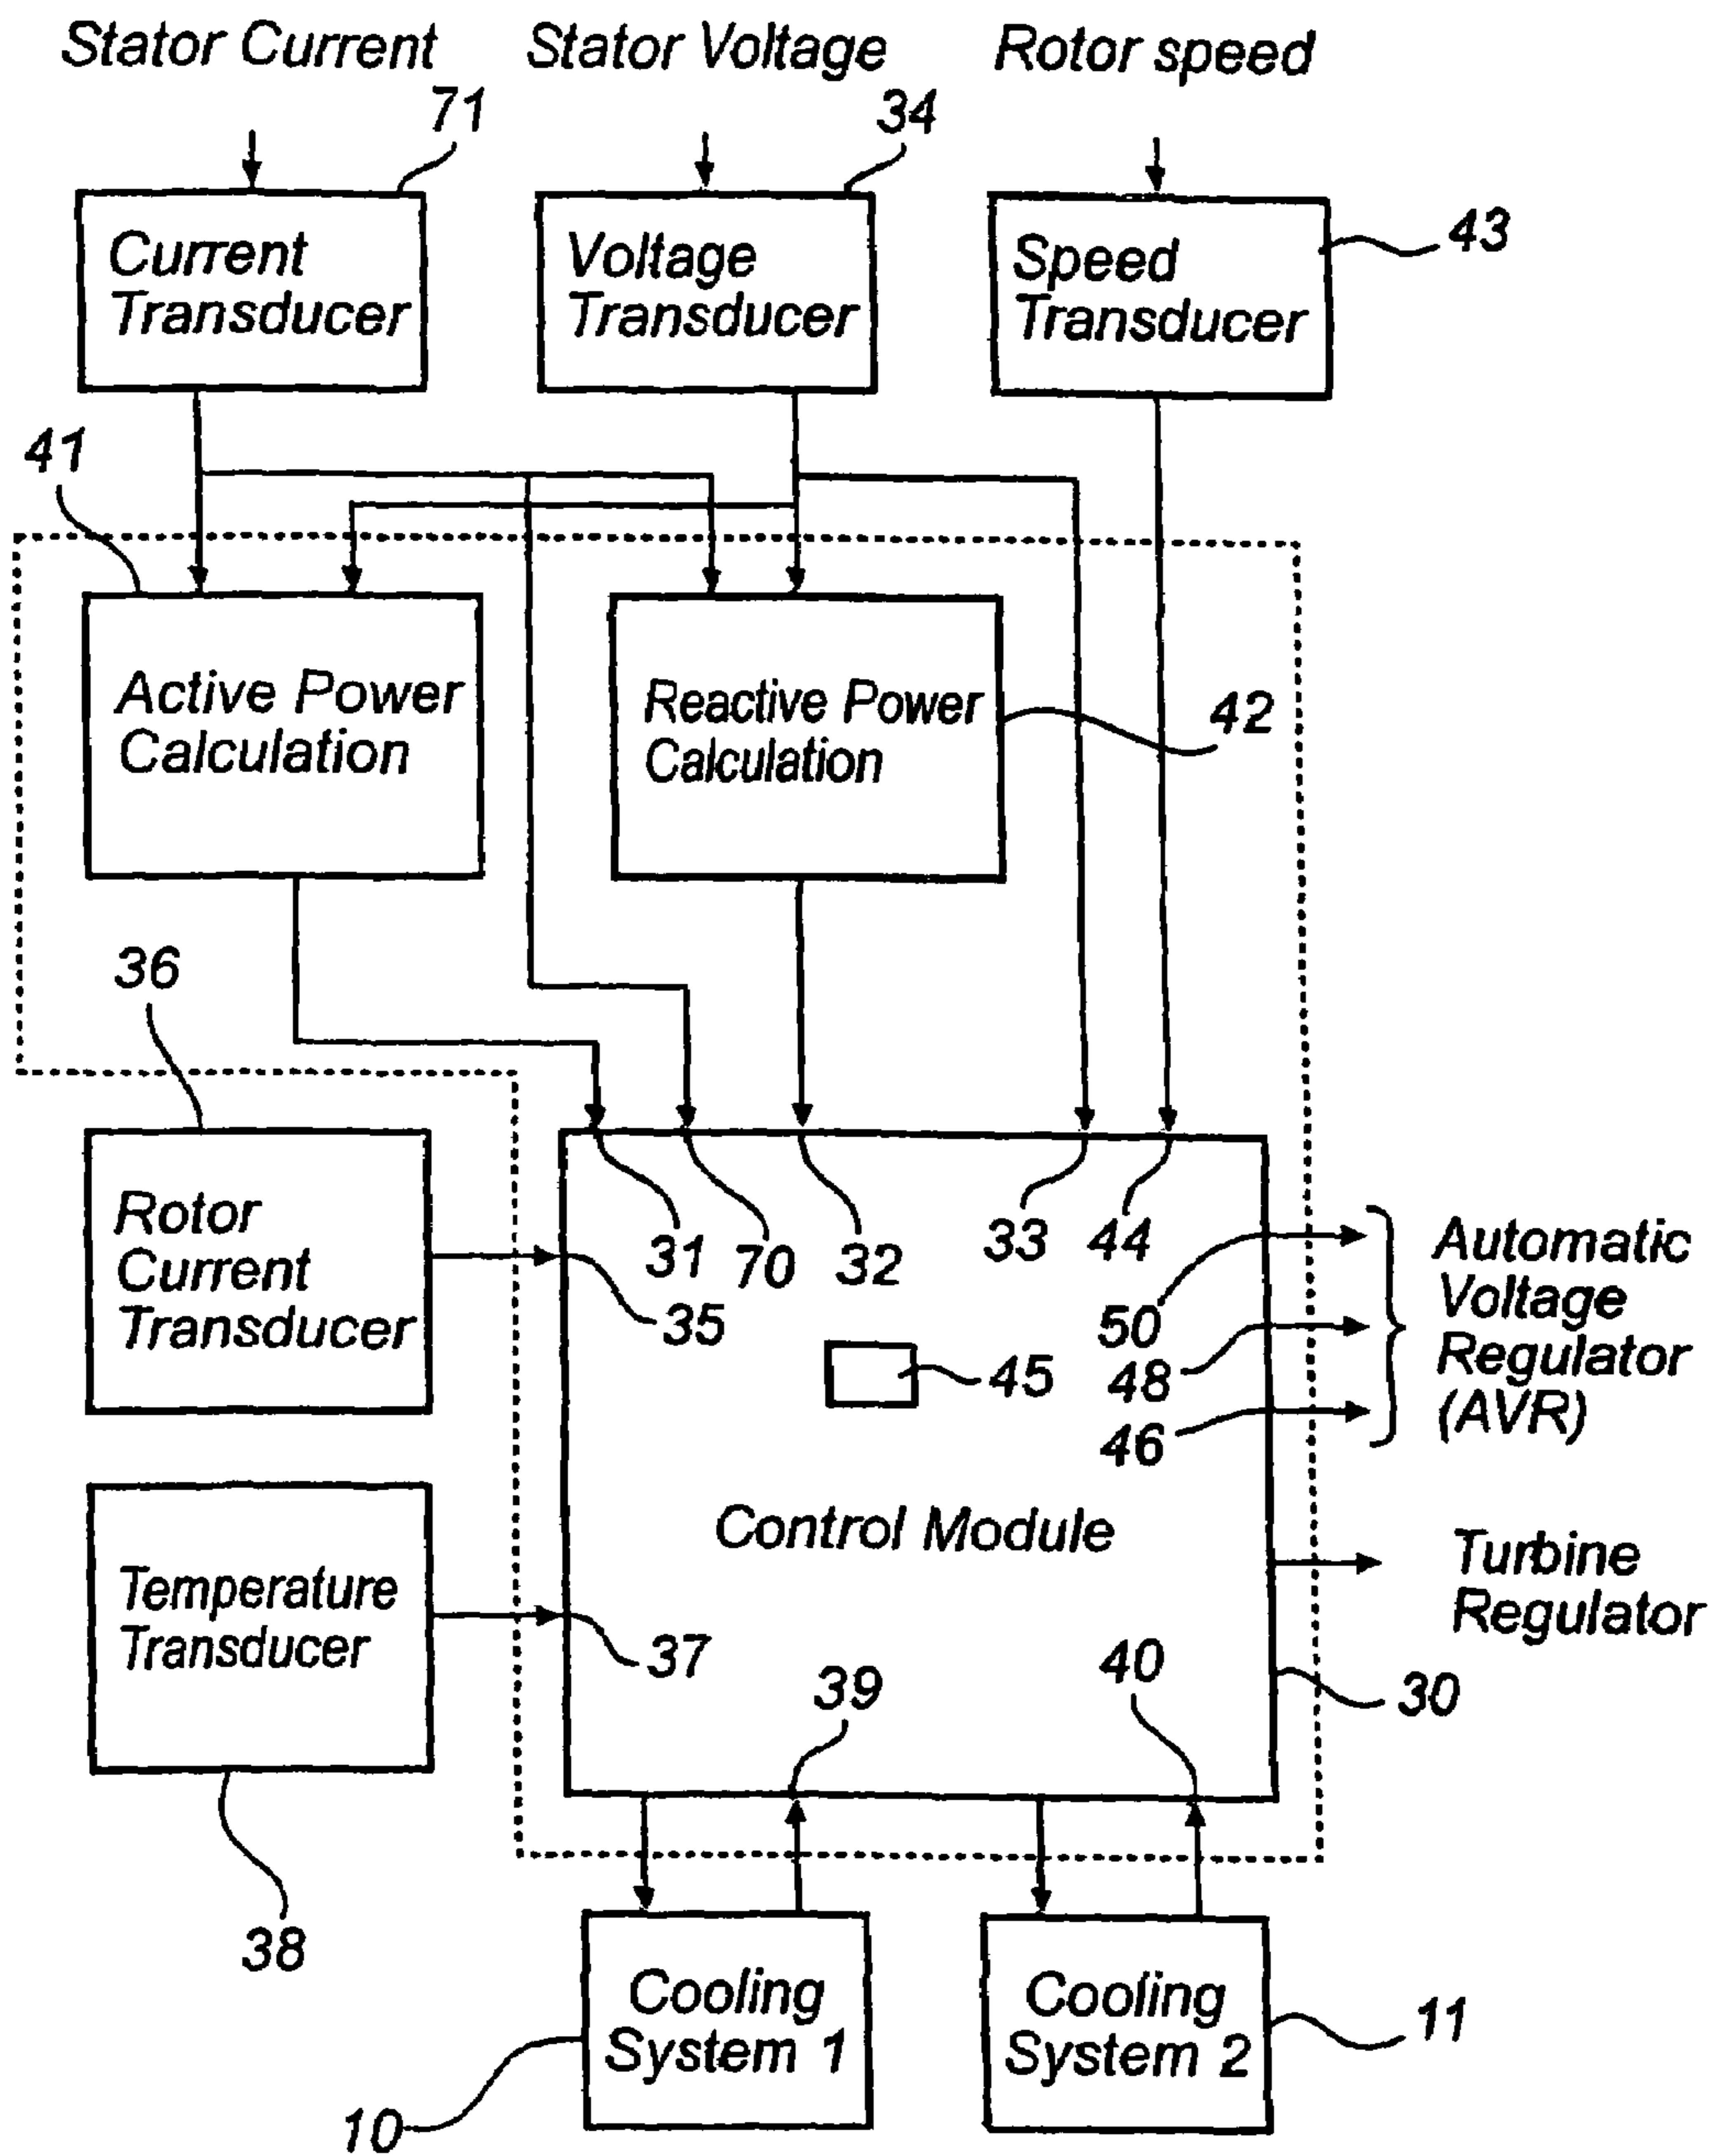 Stator Current
Stator Voltage
Rotor speed
71
34
43
Current
Transducer
Voltage
Transducer
Speed
Transducer
41
Active Power
Calculation
Reactive Power
Calculation
42
36
Rotor
Current
Transducer
31
70
32
33
44
35
50
48
46
45
Automatic
Voltage
Regulator
(AVR)
Control Module
Turbine
Regulator
Temperature
Transducer
37
39
40
30
38
Cooling
System 1
Cooling
System 2
10
11